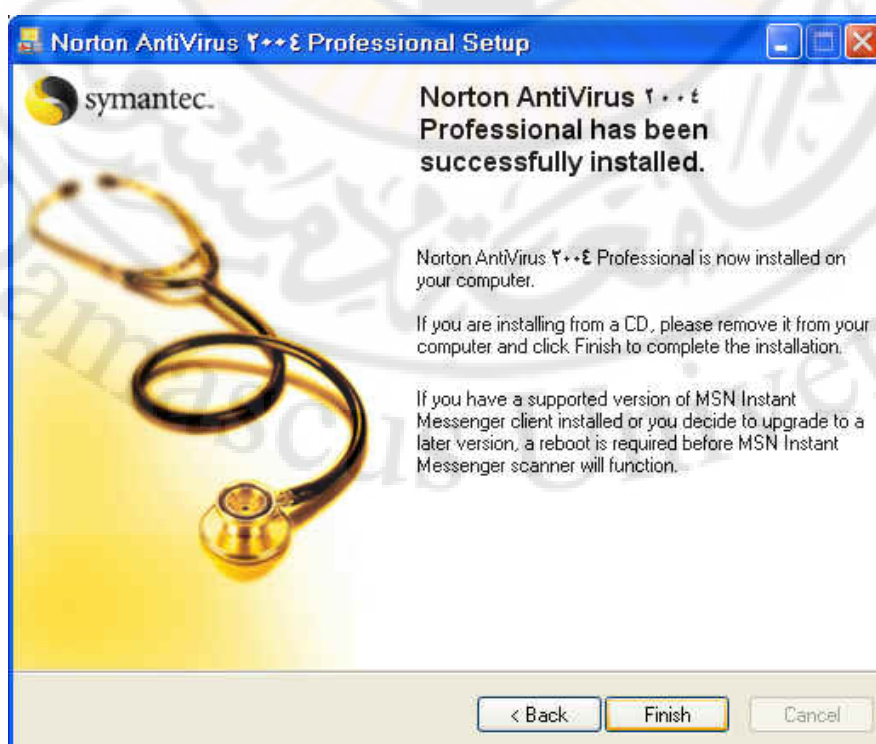 Norton AntiVirus ٢٠٠٤ Professional Setup
symantec.
Norton AntiVirus ٢٠٠٤
Professional has been
successfully installed.
Norton AntiVirus ٢٠٠٤ Professional is now installed on
your computer.
If you are installing from a CD, please remove it from your
computer and click Finish to complete the installation.
If you have a supported version of MSN Instant
Messenger client installed or you decide to upgrade to a
later version, a reboot is required before MSN Instant
Messenger scanner will function.
< Back
Finish
Cancel